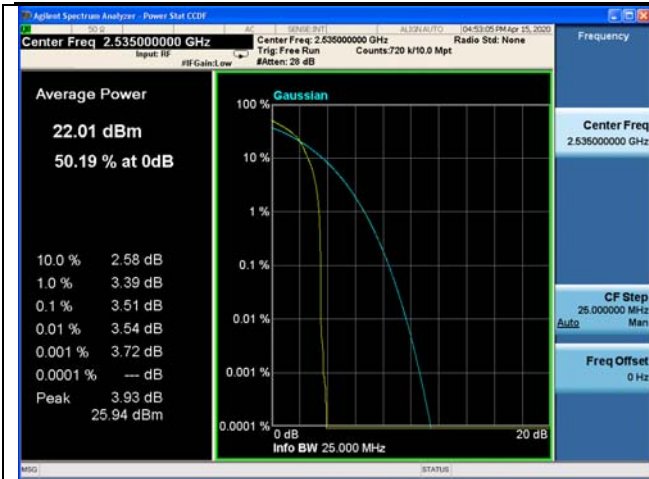 Agilent Spectrum Analyzer - Power Stat CCDF
50 Ω AC SENSE:INT ALIGN AUTO 04:53:05 PM Apr 15, 2020
Center Freq 2.535000000 GHz
Input: RF
#IFGain:Low
Center Freq: 2.535000000 GHz
Trig: Free Run Counts:720 k/10.0 Mpt
#Atten: 28 dB
Radio Std: None
Frequency
Average Power
22.01 dBm
50.19 % at 0dB
10.0 % 2.58 dB
1.0 % 3.39 dB
0.1 % 3.51 dB
0.01 % 3.54 dB
0.001 % 3.72 dB
0.0001 % --- dB
Peak 3.93 dB
25.94 dBm
Gaussian
100 %
10 %
1 %
0.1 %
0.01 %
0.001 %
0.0001 %
0 dB 20 dB
Info BW 25.000 MHz
Center Freq
2.535000000 GHz
CF Step
25.000000 MHz
Auto Man
Freq Offset
0 Hz
MSG STATUS